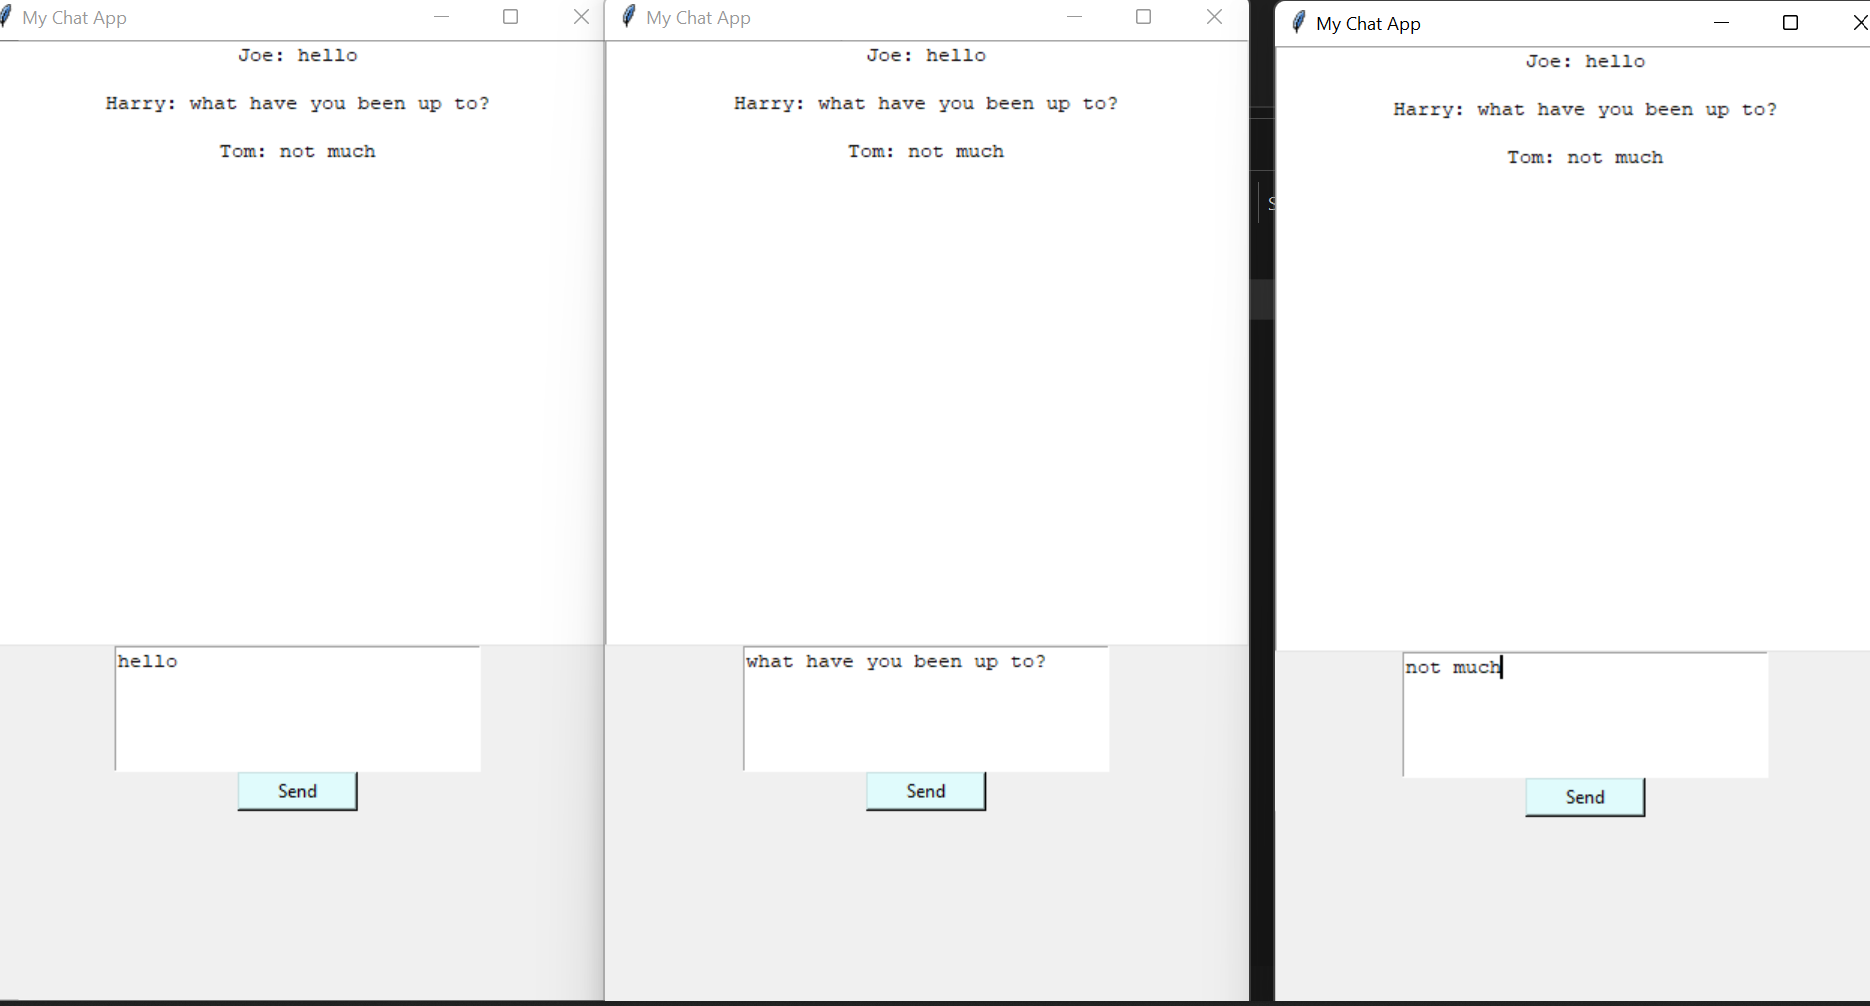 My Chat App
Joe: hello
Harry: what have you been up to?
Tom: not much
hello
Send
My Chat App
Joe: hello
Harry: what have you been up to?
Tom: not much
what have you been up to?
Send
My Chat App
Joe: hello
Harry: what have you been up to?
Tom: not much
not much
Send